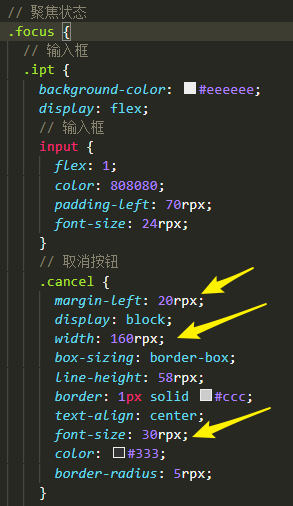 // 聚焦状态
.focus {
// 输入框
.ipt {
background-color: #eeeeee;
display: flex;
// 输入框
input {
flex: 1;
color: 808080;
padding-left: 70rpx;
font-size: 24rpx;
}
// 取消按钮
.cancel {
margin-left: 20rpx;
display: block;
width: 160rpx;
box-sizing: border-box;
line-height: 58rpx;
border: 1px solid #ccc;
text-align: center;
font-size: 30rpx;
color: #333;
border-radius: 5rpx;
}